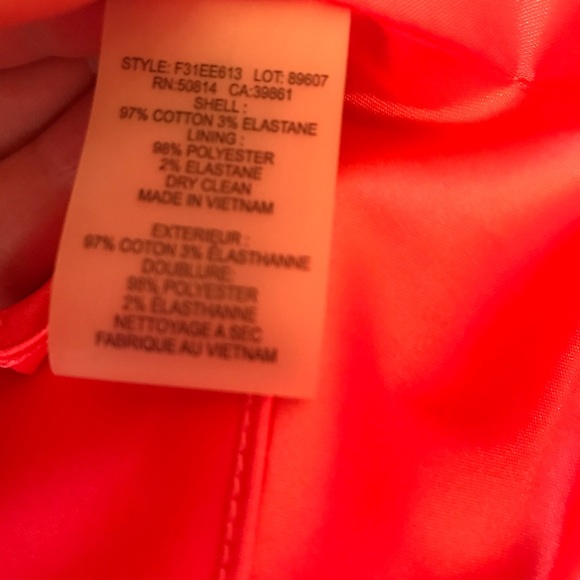 STYLE: F31EE613 LOT: 89607
RN:50814 CA:39861
SHELL :
97% COTTON 3% ELASTANE
LINING :
98% POLYESTER
2% ELASTANE
DRY CLEAN
MADE IN VIETNAM
EXTERIEUR :
97% COTON 3% ÉLASTHANNE
DOUBLURE:
98% POLYESTER
2% ÉLASTHANNE
NETTOYAGE A SEC
FABRIQUE AU VIETNAM